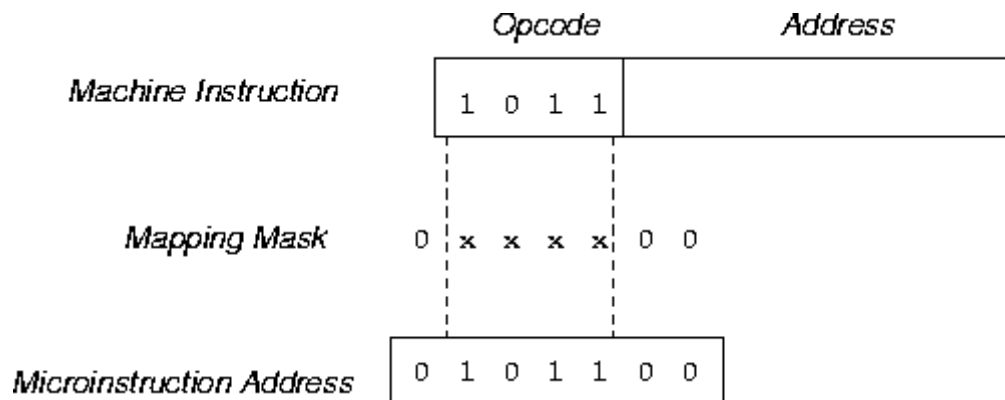 Opcode Address
Machine Instruction 1 0 1 1
Mapping Mask 0 x x x x 0 0
Microinstruction Address 0 1 0 1 1 0 0